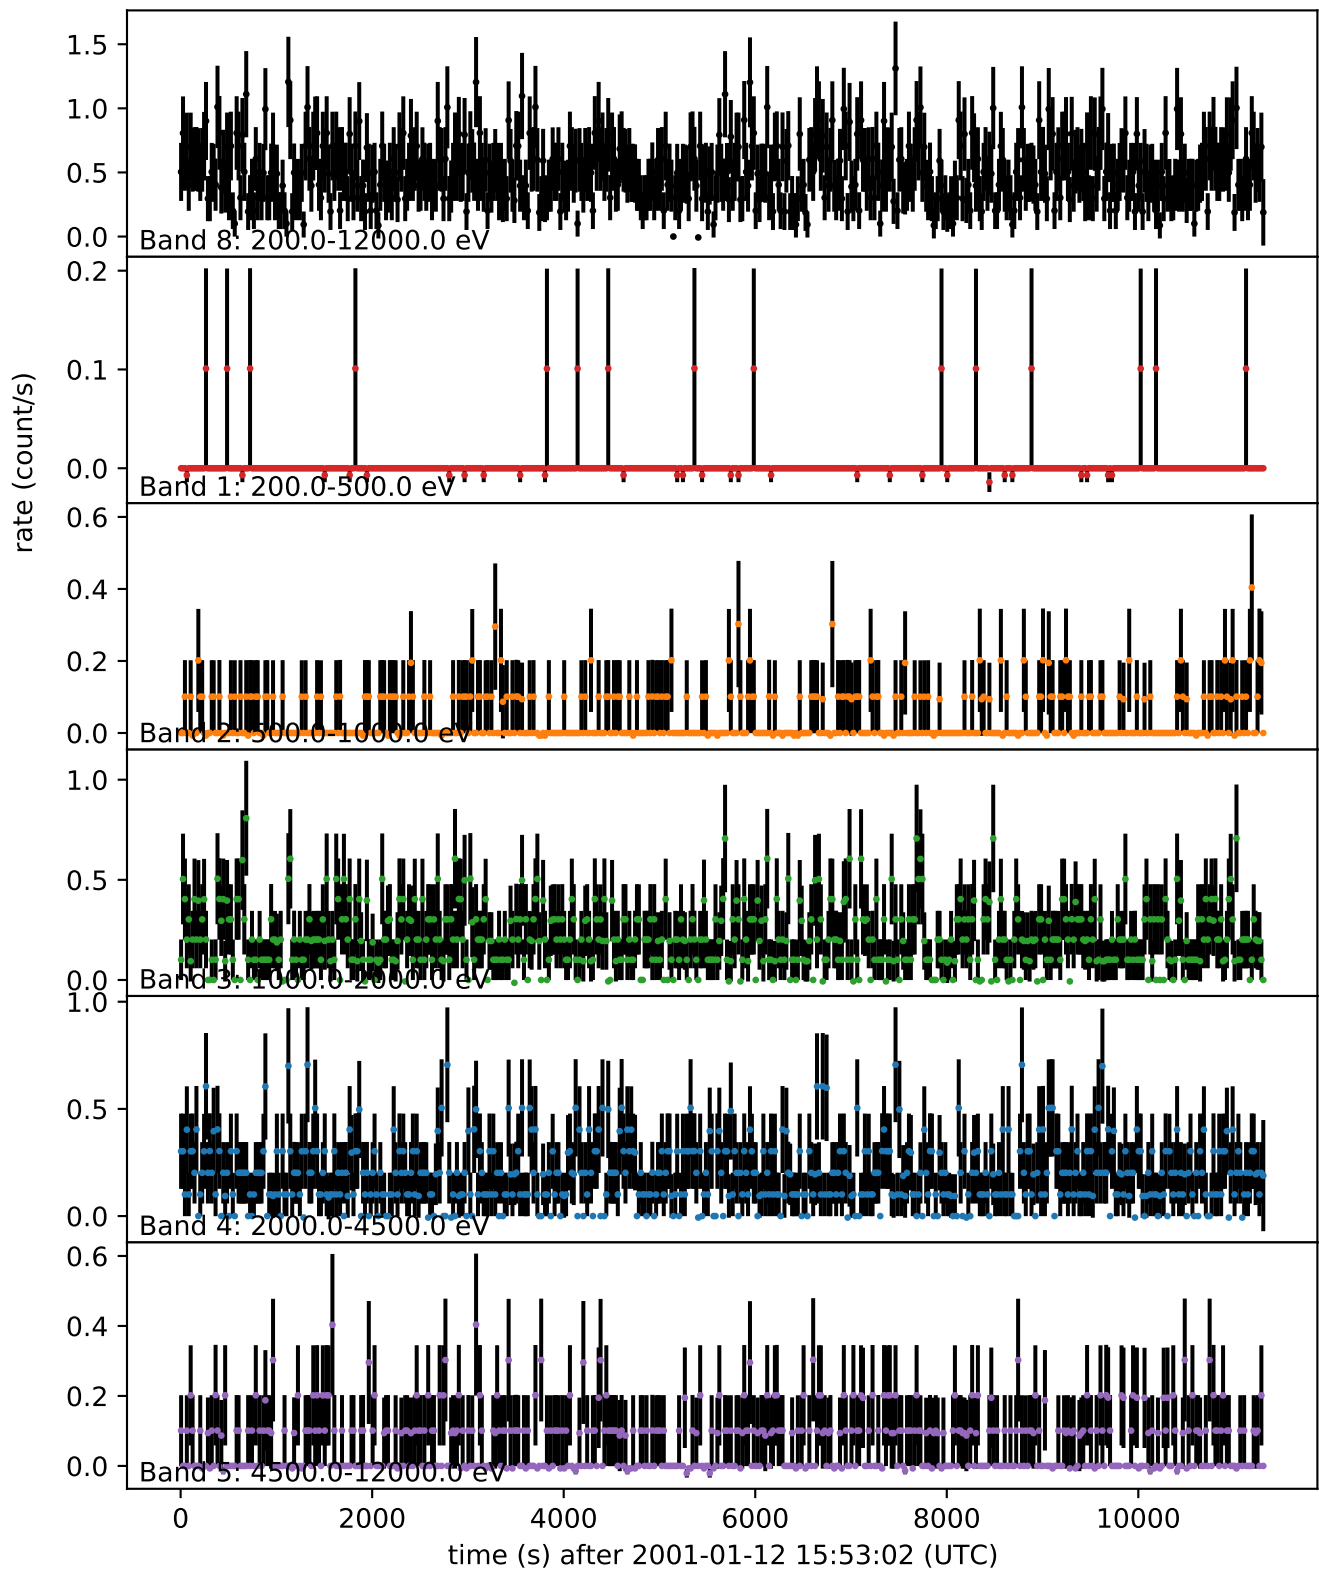 1.5
1.0
0.5
0.0
Band 8: 200.0-12000.0 eV
0.2
0.1
0.0
Band 1: 200.0-500.0 eV
rate (count/s)
0.6
0.4
0.2
0.0
Band 2: 500.0-1000.0 eV
1.0
0.5
0.0
Band 3: 1000.0-2000.0 eV
1.0
0.5
0.0
Band 4: 2000.0-4500.0 eV
0.6
0.4
0.2
0.0
Band 5: 4500.0-12000.0 eV
0 2000 4000 6000 8000 10000
time (s) after 2001-01-12 15:53:02 (UTC)